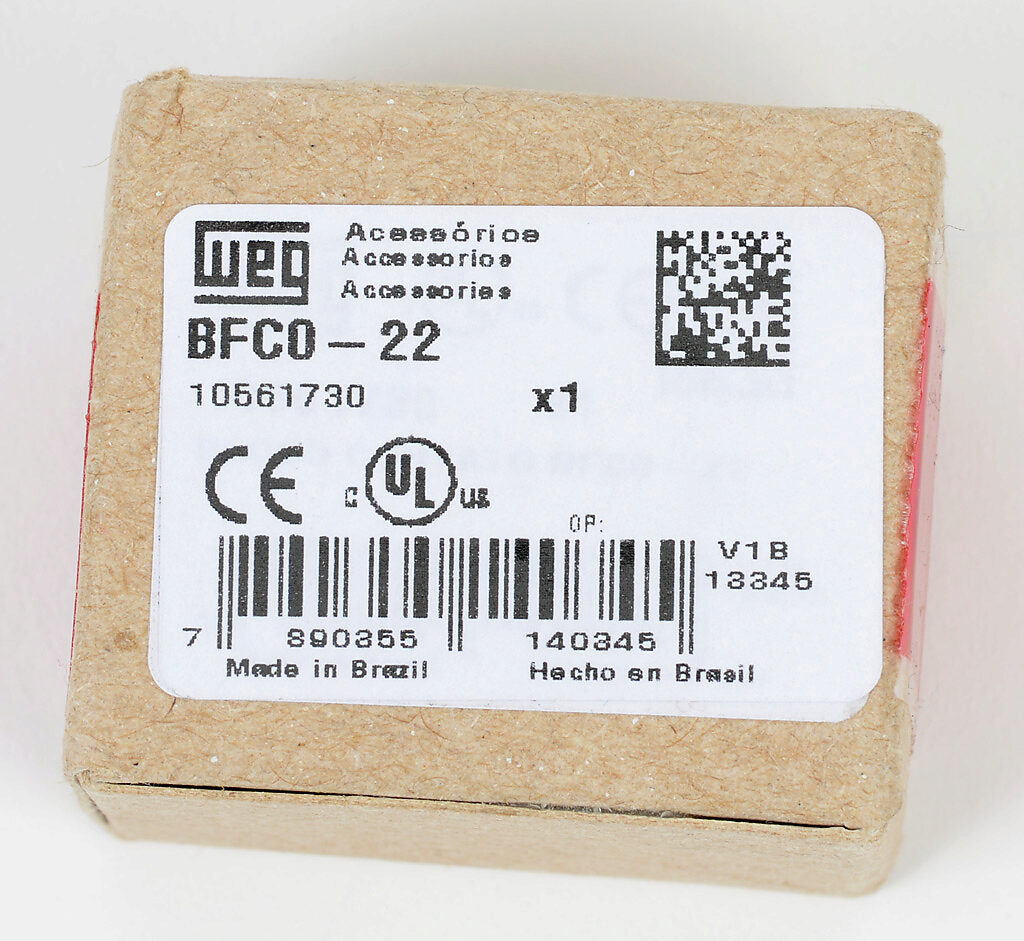 weg
Acessórios
Accesorios
Accessories
BFC0-22
10561730 x1
CE c UL us
OP:
V1B
13345
7 890355 140345
Made in Brazil Hecho en Brasil